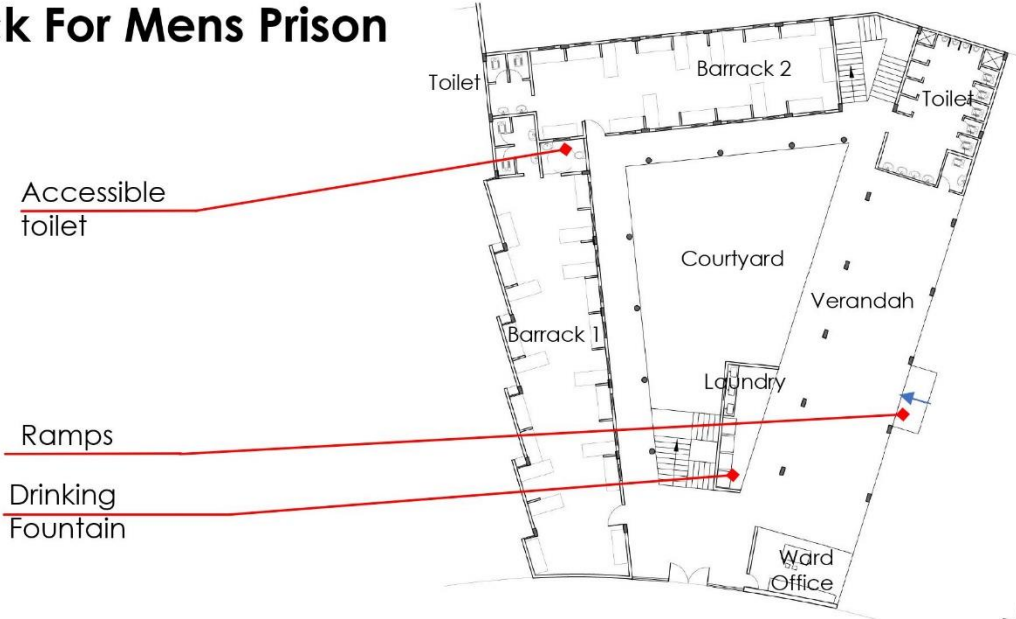 k For Mens Prison
Toilet
Barrack 2
Toilet
Accessible
toilet
Courtyard
Verandah
Barrack 1
Laundry
Ramps
Drinking
Fountain
Ward
Office